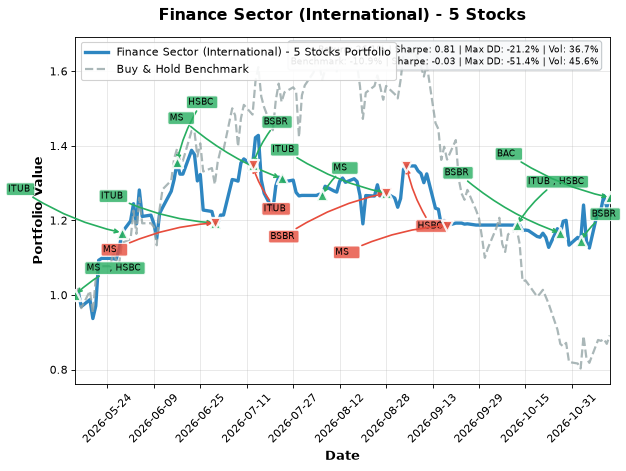 Finance Sector (International) - 5 Stocks
Finance Sector (International) - 5 Stocks Portfolio
Buy & Hold Benchmark
Sharpe: 0.81 | Max DD: -21.2% | Vol: 36.7%
Benchmark: -10.9% | Sharpe: -0.03 | Max DD: -51.4% | Vol: 45.6%
HSBC
MS
BSBR
ITUB
MS
BAC
BSBR
ITUB, HSBC
ITUB
ITUB
ITUB
BSBR
HSBC
BSBR
MS
MS
MS, HSBC
Portfolio Value
1.6
1.4
1.2
1.0
0.8
2026-05-24
2026-06-09
2026-06-25
2026-07-11
2026-07-27
2026-08-12
2026-08-28
2026-09-13
2026-09-29
2026-10-15
2026-10-31
Date